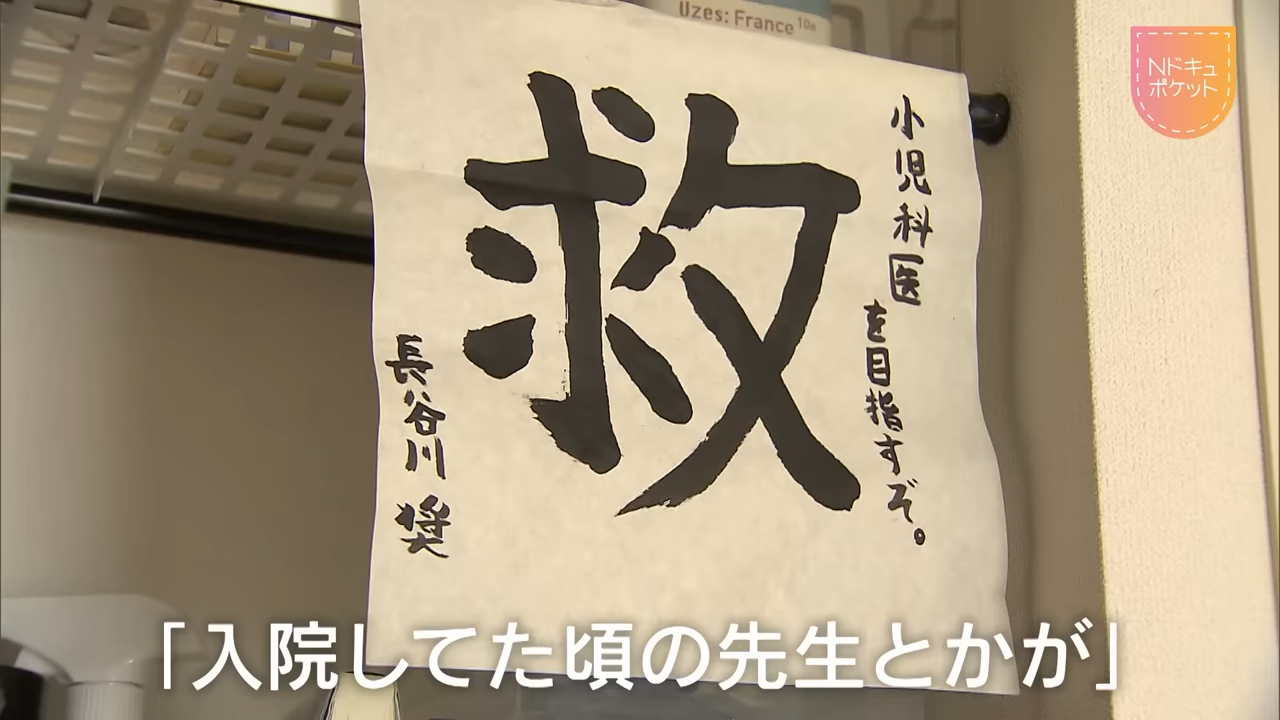 Uzes: France 10e
Nドキュ
ポケット
小児科医
を目指すぞ。
救
長谷川 奨
「入院してた頃の先生とかが」